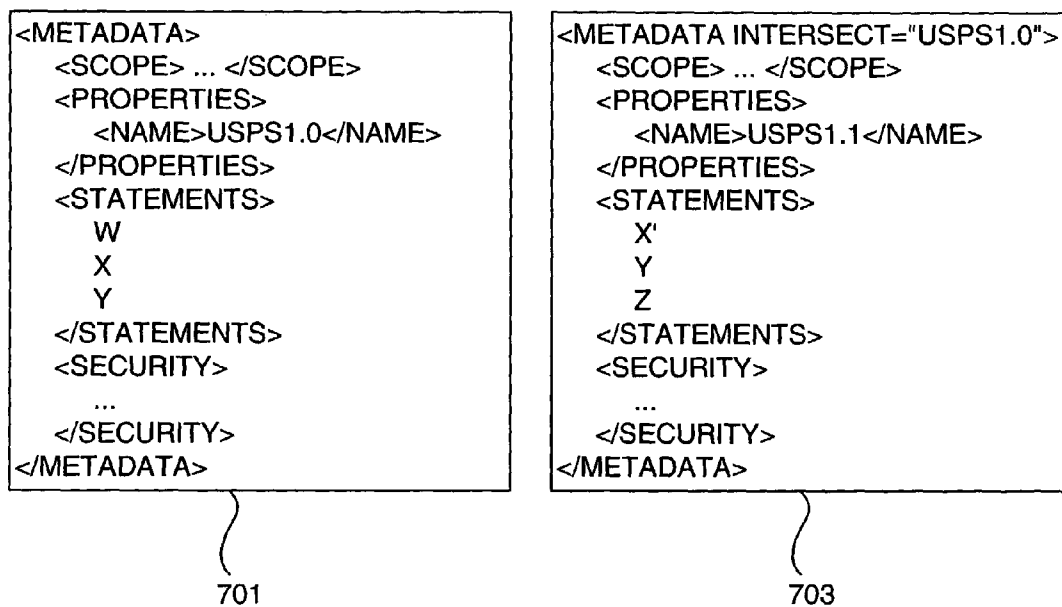 <METADATA>
<SCOPE> ... </SCOPE>
<PROPERTIES>
<NAME>USPS1.0</NAME>
</PROPERTIES>
<STATEMENTS>
W
X
Y
</STATEMENTS>
<SECURITY>
...
</SECURITY>
</METADATA>
701
<METADATA INTERSECT="USPS1.0">
<SCOPE> ... </SCOPE>
<PROPERTIES>
<NAME>USPS1.1</NAME>
</PROPERTIES>
<STATEMENTS>
X'
Y
Z
</STATEMENTS>
<SECURITY>
...
</SECURITY>
</METADATA>
703